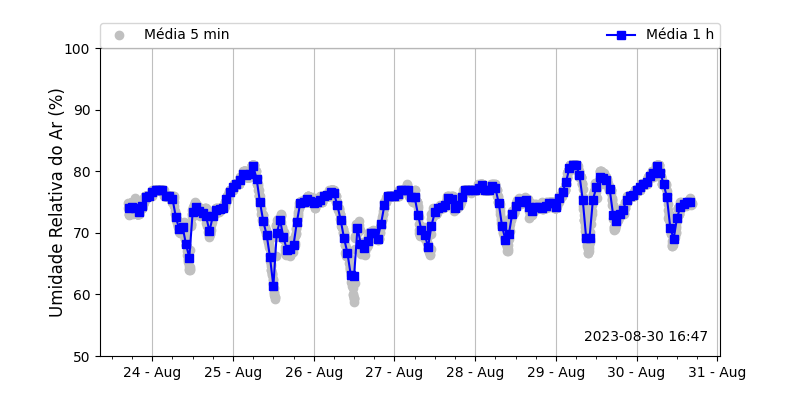 Média 5 min
Média 1 h
Umidade Relativa do Ar (%)
100
90
80
70
60
50
2023-08-30 16:47
24 - Aug
25 - Aug
26 - Aug
27 - Aug
28 - Aug
29 - Aug
30 - Aug
31 - Aug